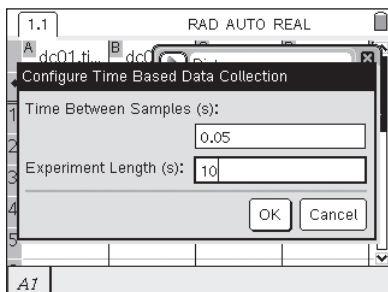 1.1 RAD AUTO REAL
A dc01.ti... B dc0
Configure Time Based Data Collection
1
Time Between Samples (s):
2
0.05
3
Experiment Length (s): 10
4
OK Cancel
5
A1